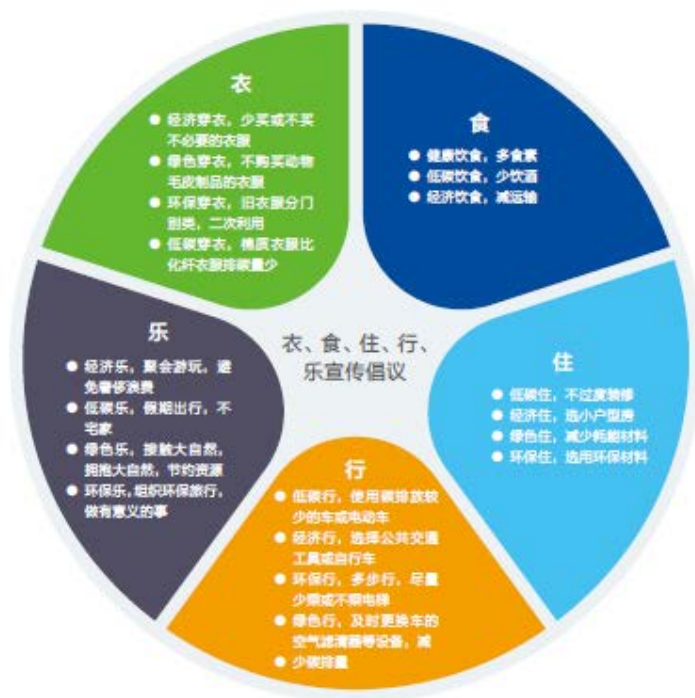 衣
● 经济穿衣，少买或不买
不必要的衣服
● 绿色穿衣，不购买动物
毛皮制品的衣服
● 环保穿衣，旧衣服分门
别类，二次利用
● 低碳穿衣，棉质衣服比
化纤衣服排碳量少
食
● 健康饮食，多食素
● 低碳饮食，少饮酒
● 经济饮食，减运输
住
● 低碳住，不过度装修
● 经济住，选小户型房
● 绿色住，减少耗能材料
● 环保住，选用环保材料
行
● 低碳行，使用碳排放较
少的车或电动车
● 经济行，选择公共交通
工具或自行车
● 环保行，多步行，尽量
少乘或不乘电梯
● 绿色行，及时更换车的
空气滤清器等设备，减
● 少碳排量
乐
● 经济乐，聚会游玩，避
免奢侈浪费
● 低碳乐，假期出行，不
宅家
● 绿色乐，接触大自然，
拥抱大自然，节约资源
● 环保乐，组织环保旅行，
做有意义的事
衣、食、住、行、
乐宣传倡议